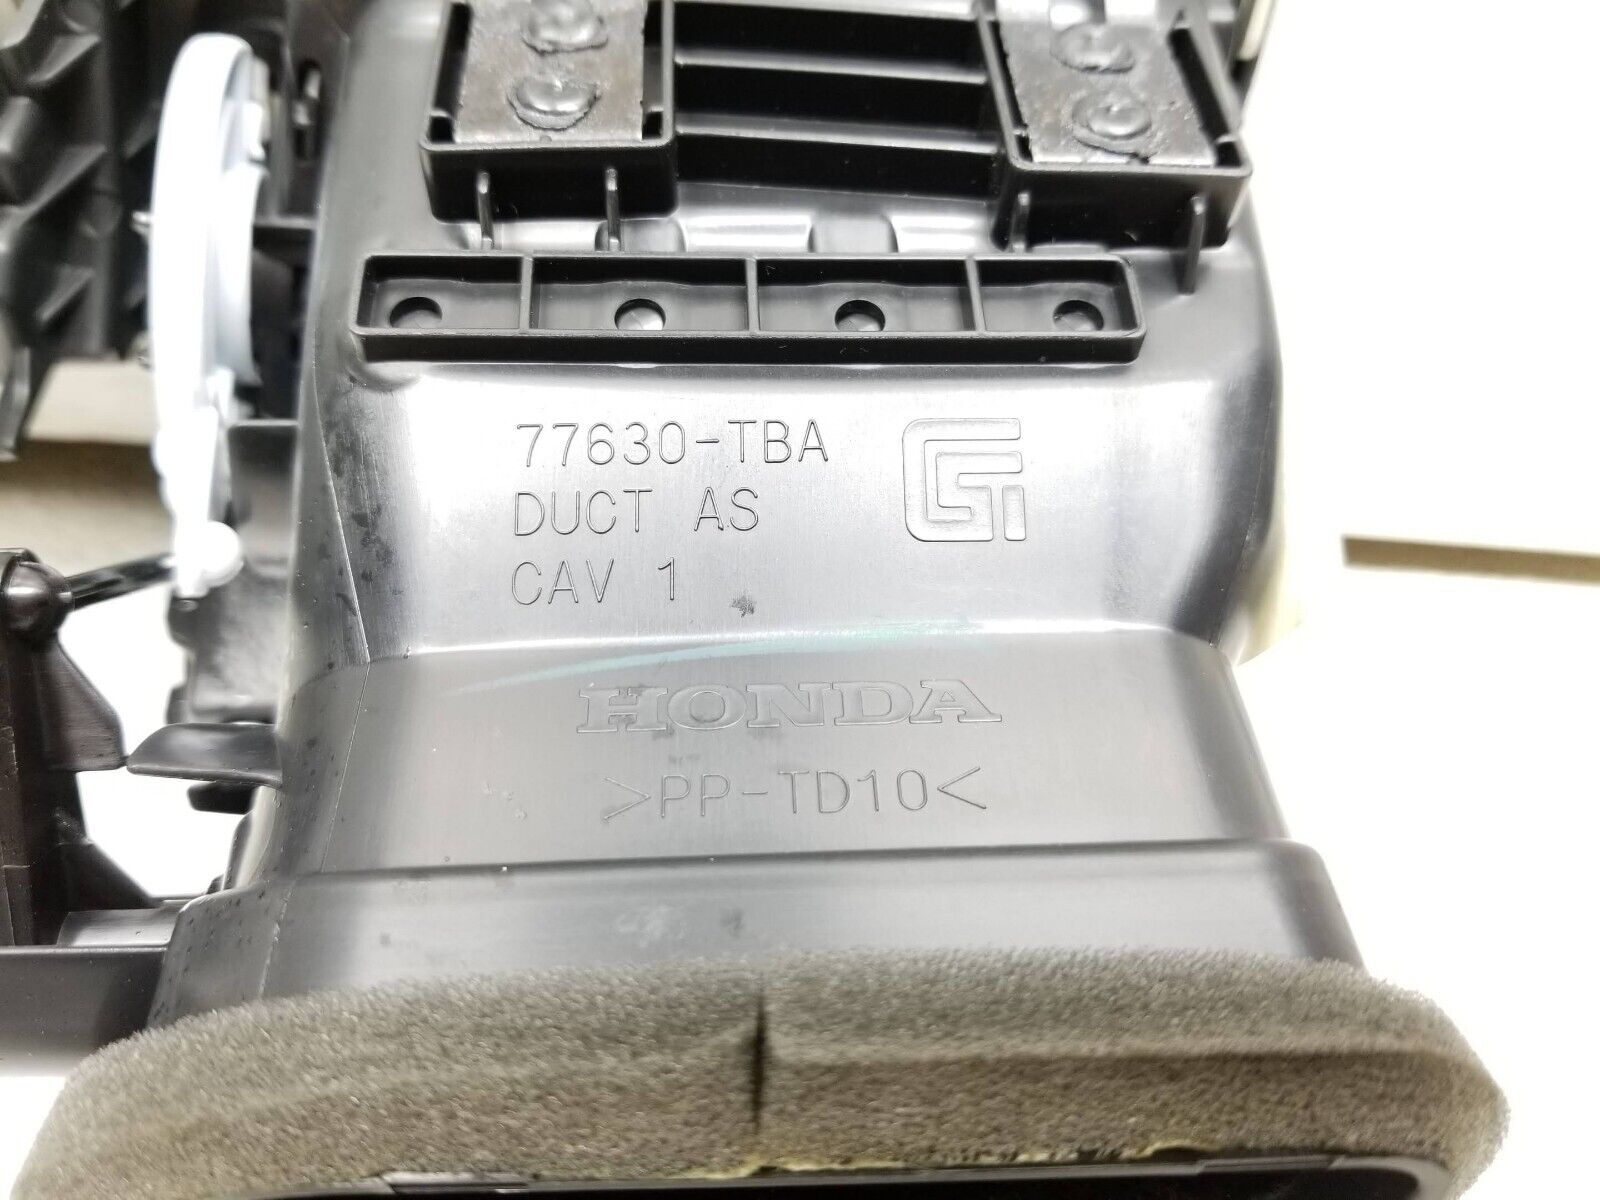 77630-TBA
DUCT AS
CAV 1
HONDA
>PP-TD10<